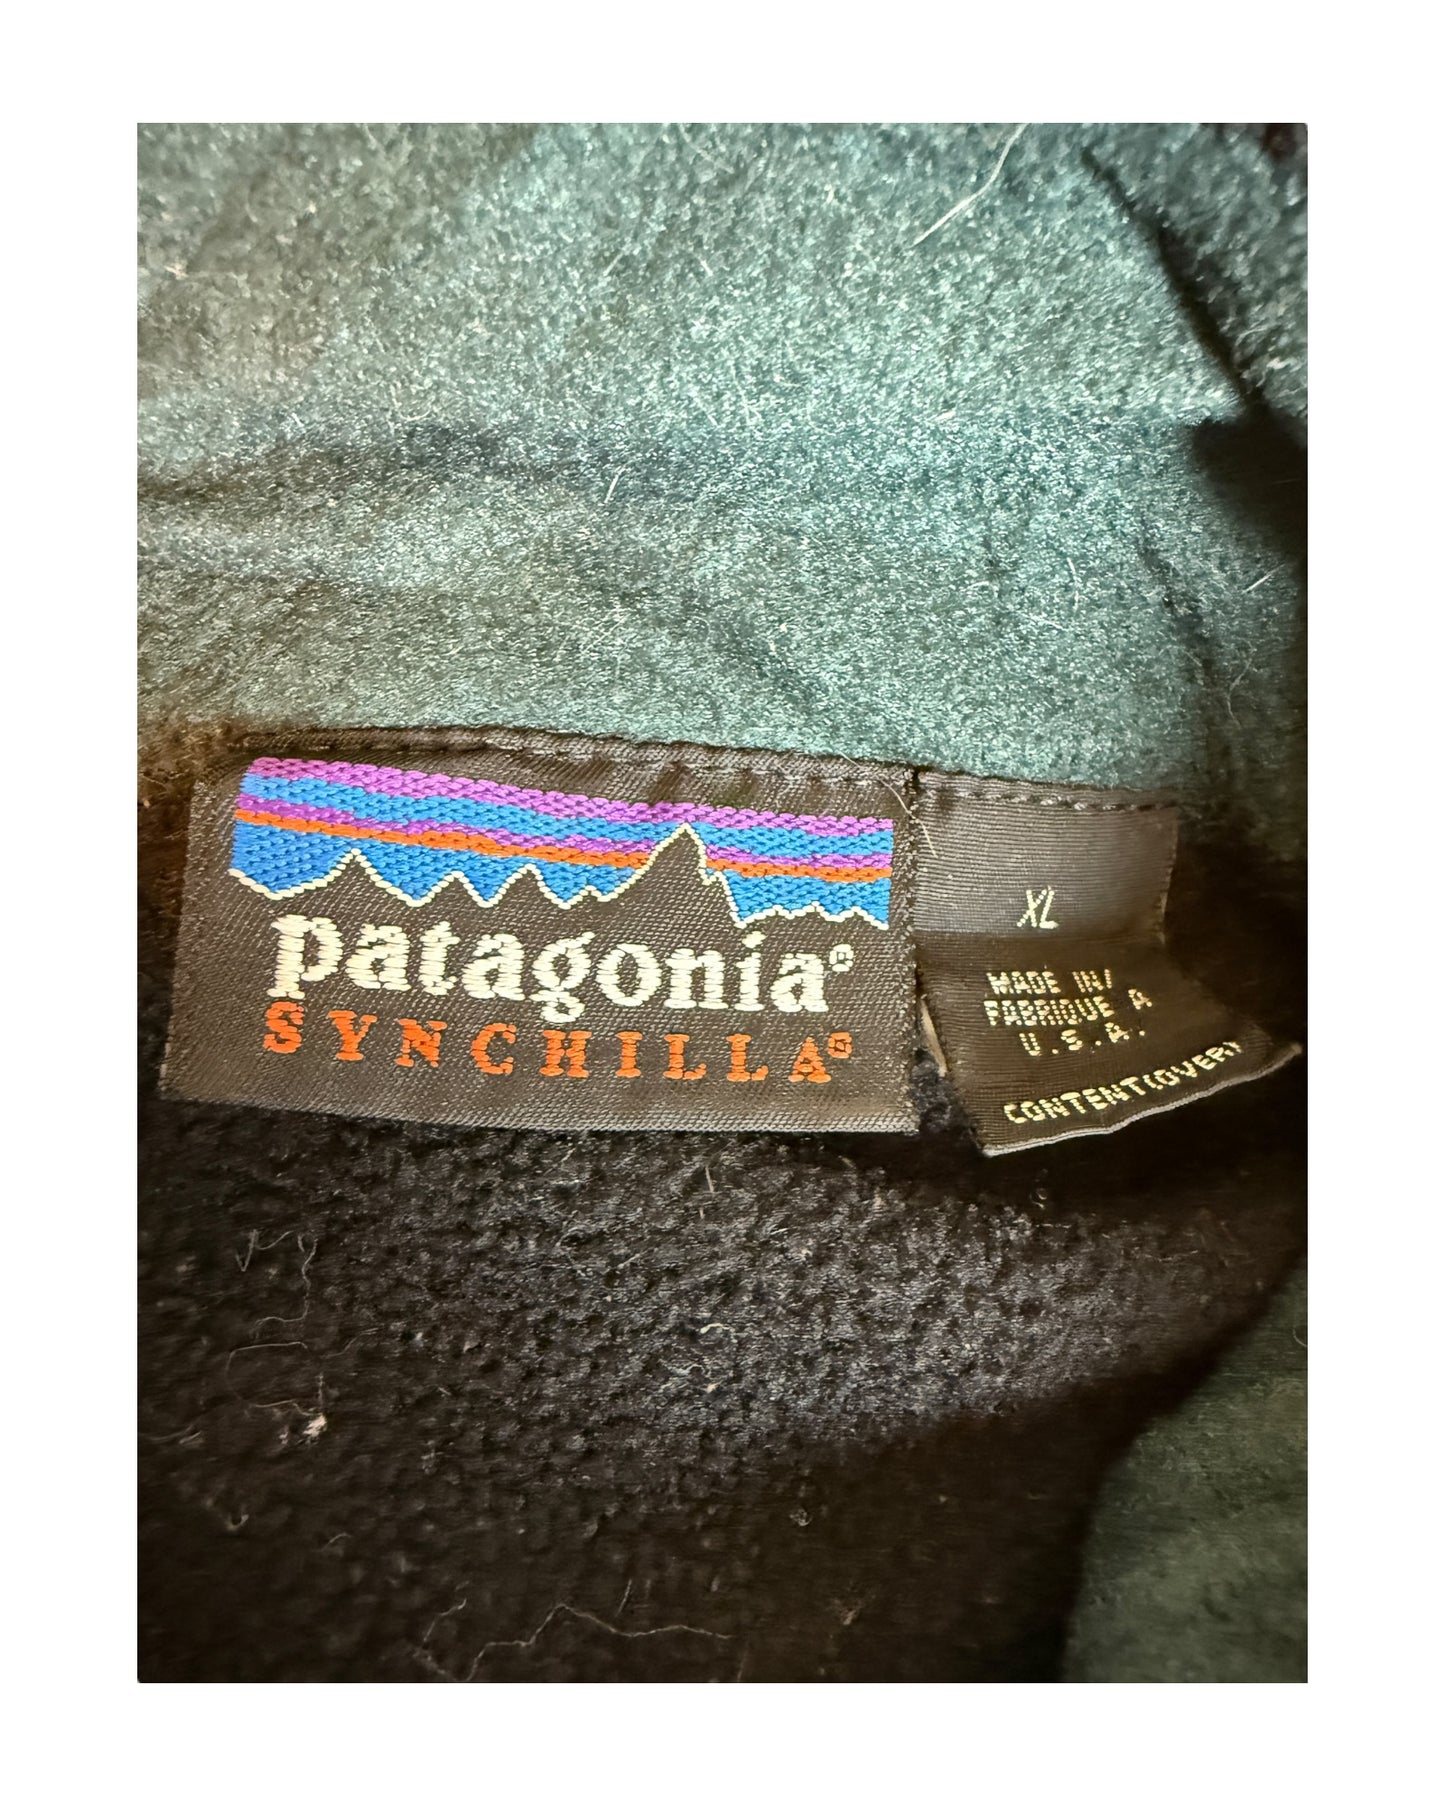 patagonia®
SYNCHILLA®
XL
MADE IN/
FABRIQUE A
U.S.A.
CONTENT(OVER)